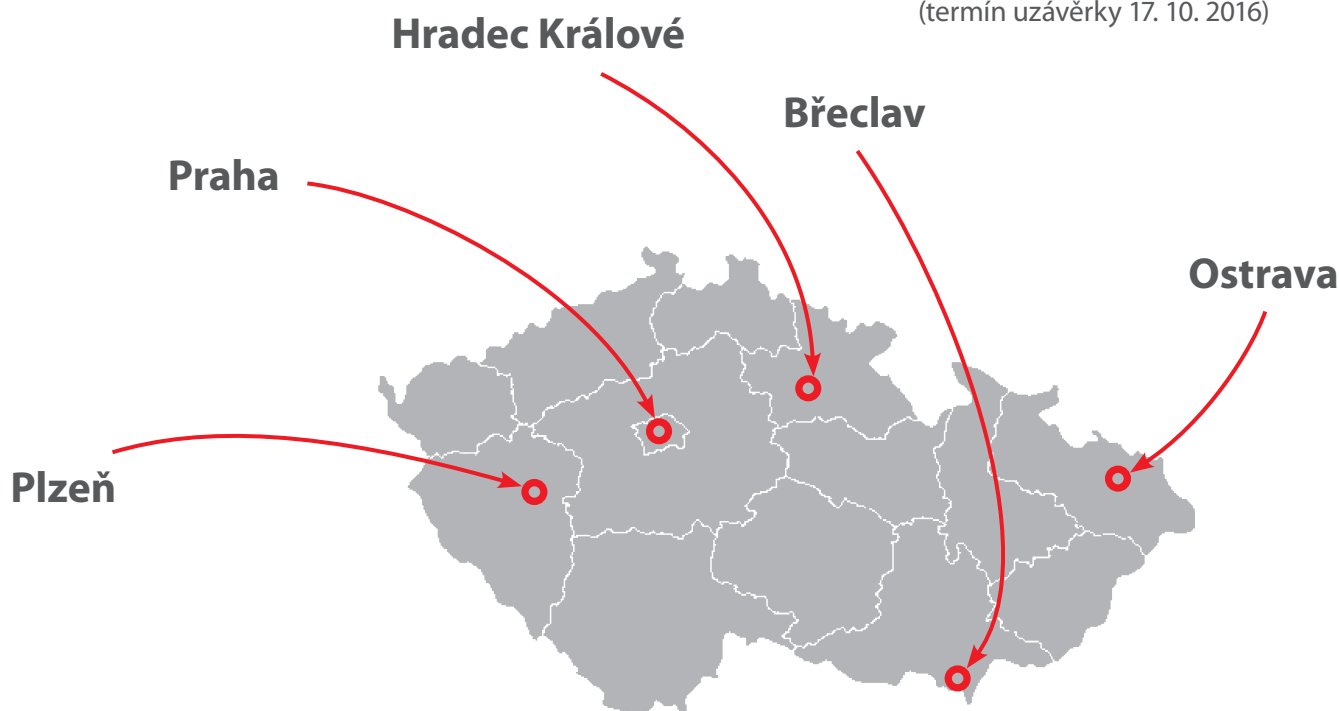 (termín uzávěrky 17. 10. 2016)
Hradec Králové
Břeclav
Praha
Ostrava
Plzeň